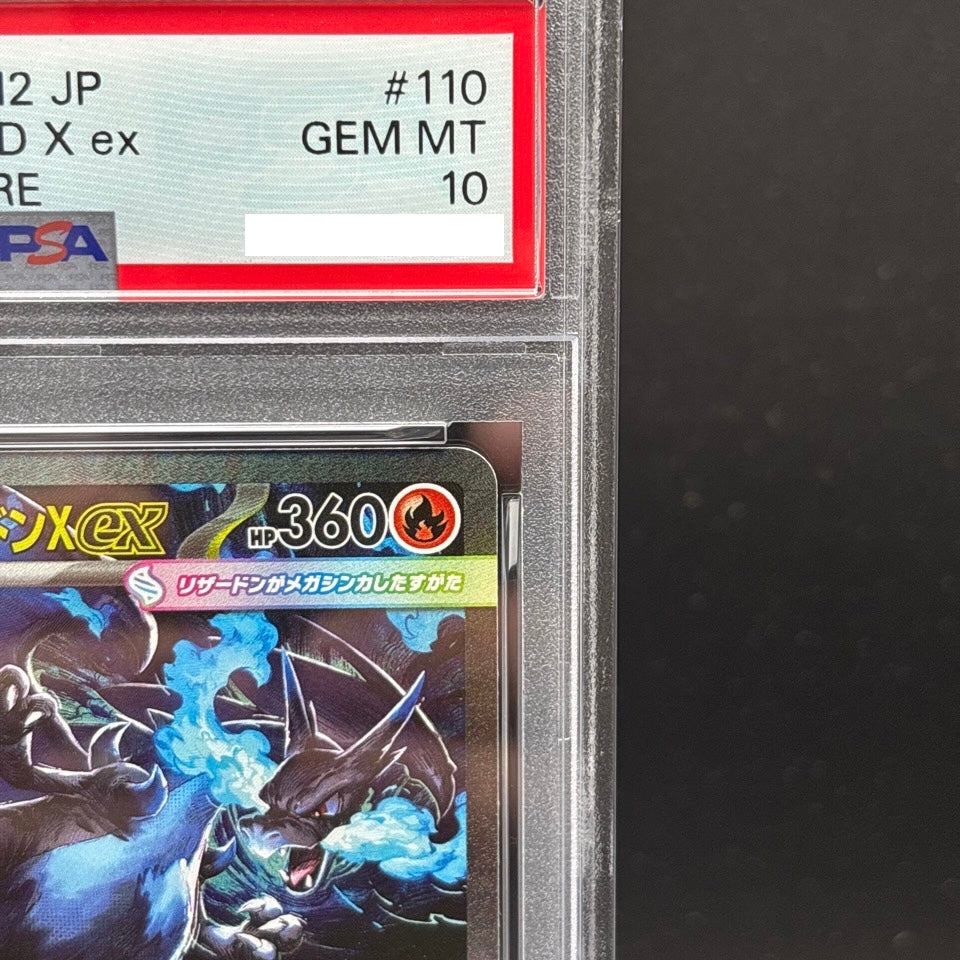 M2 JP #110
D X ex GEM MT
RE 10
PSA
ドンXex HP360
リザードンがメガシンカしたすがた